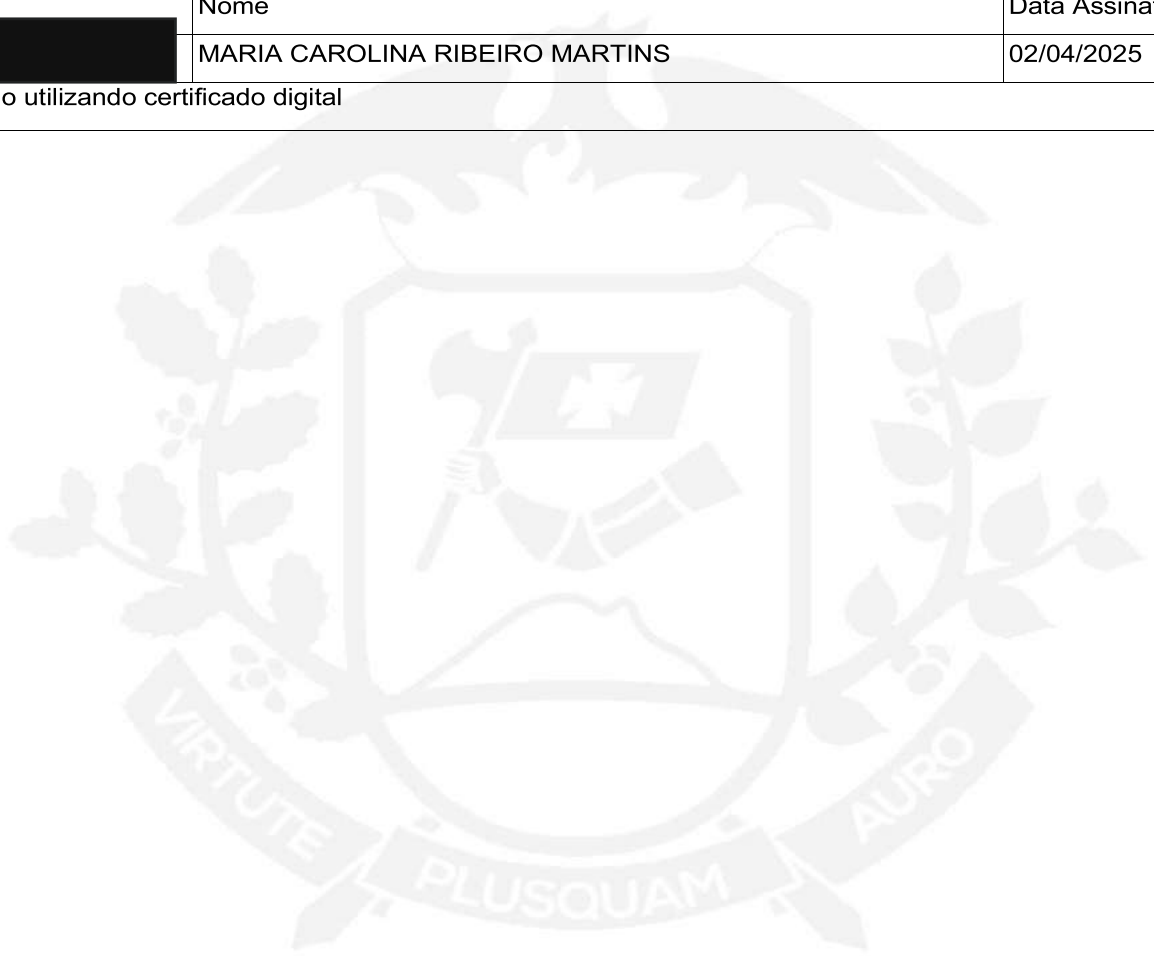 Nome Data Assinat
MARIA CAROLINA RIBEIRO MARTINS 02/04/2025
o utilizando certificado digital
VIRTUTE PLUSQUAM AURO